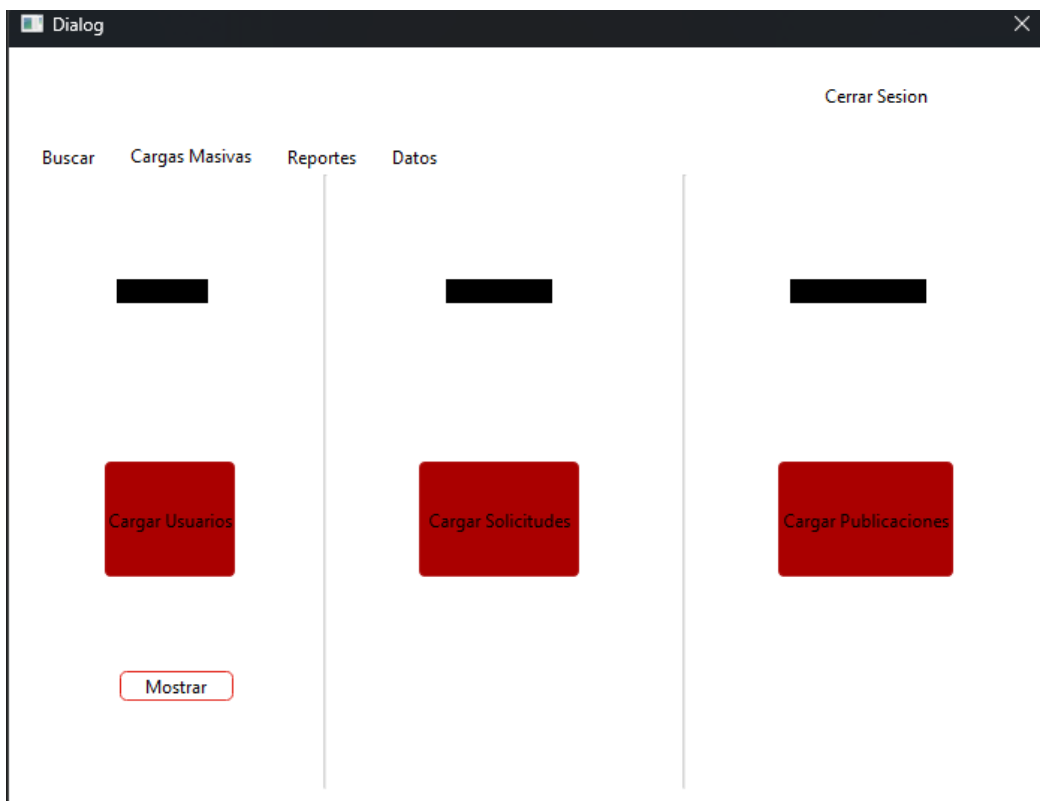 Dialog
Cerrar Sesion
Buscar Cargas Masivas Reportes Datos
Cargar Usuarios Cargar Solicitudes Cargar Publicaciones
Mostrar